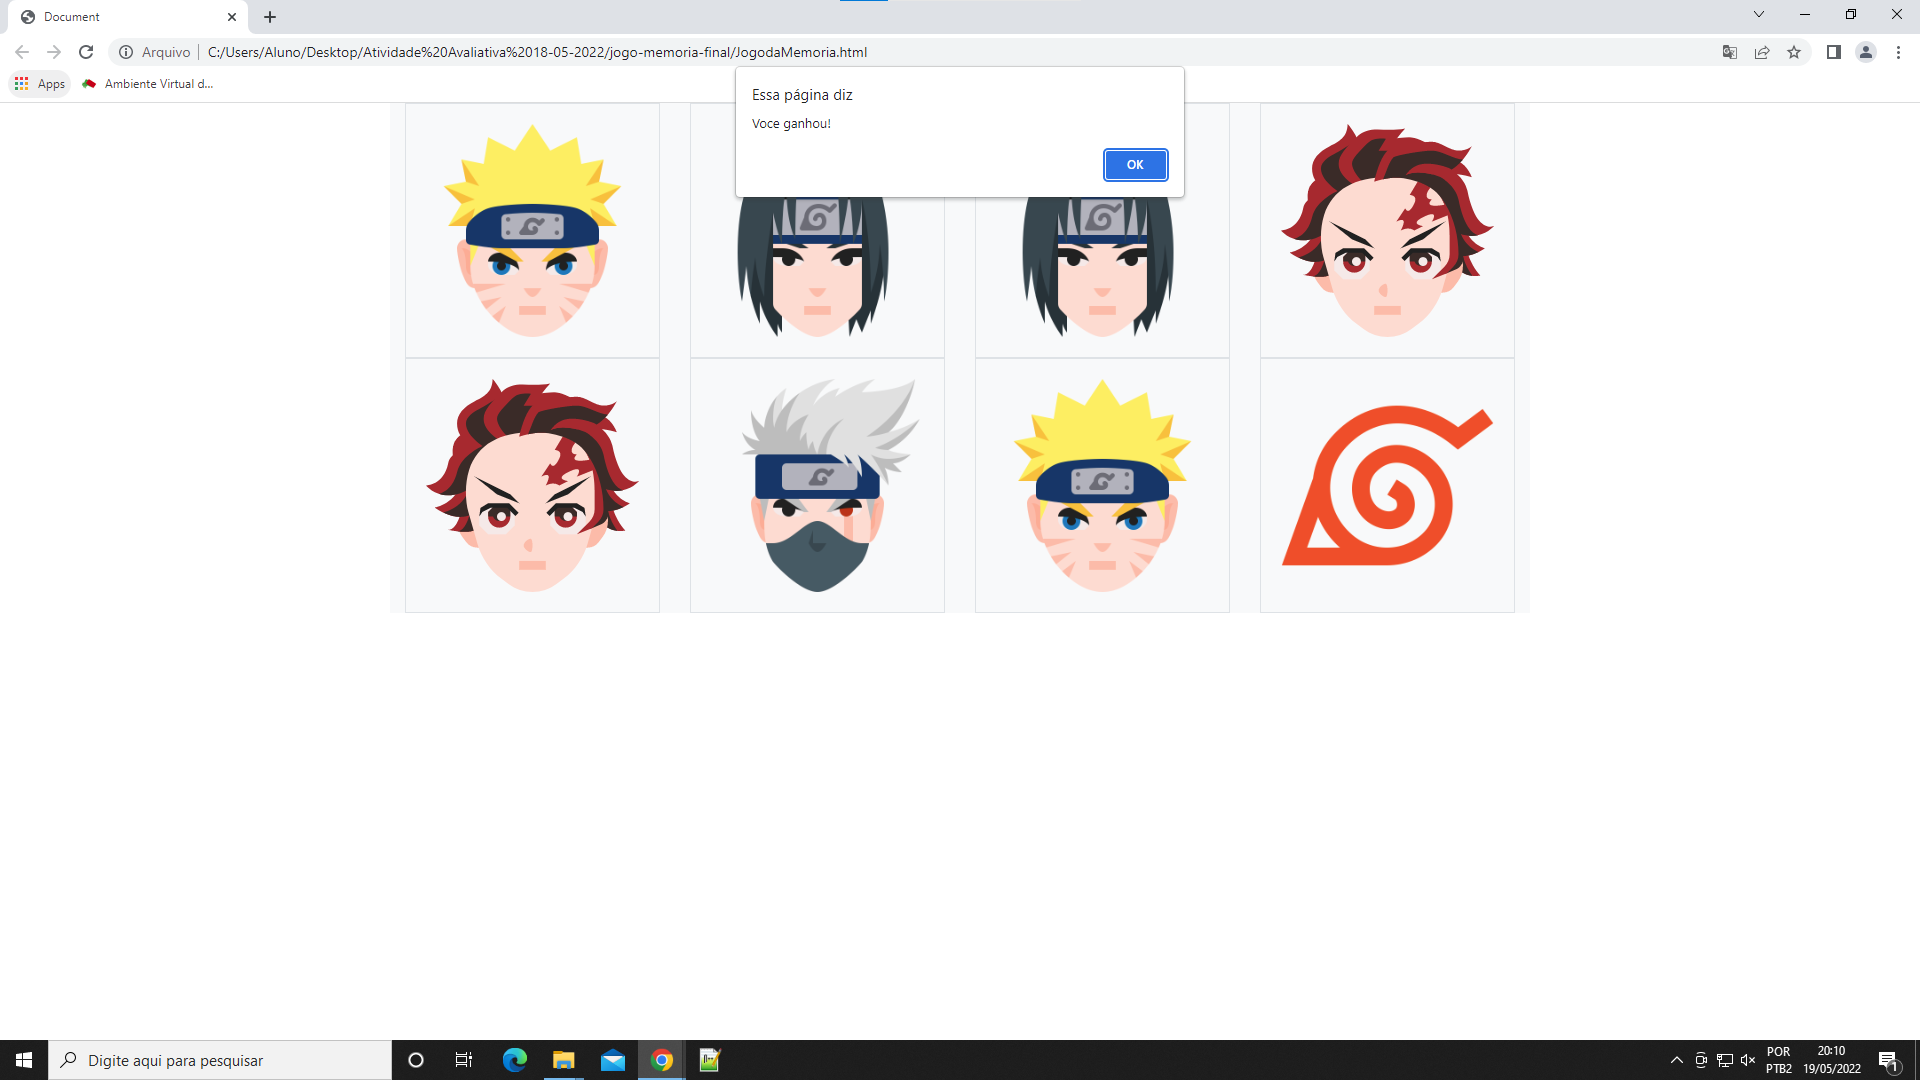 Document
Arquivo
C:/Users/Aluno/Desktop/Atividade%20Avaliativa%2018-05-2022/jogo-memoria-final/JogodaMemoria.html
Apps
Ambiente Virtual d...
Essa página diz
Voce ganhou!
OK
Digite aqui para pesquisar
POR
PTB2
20:10
19/05/2022
1